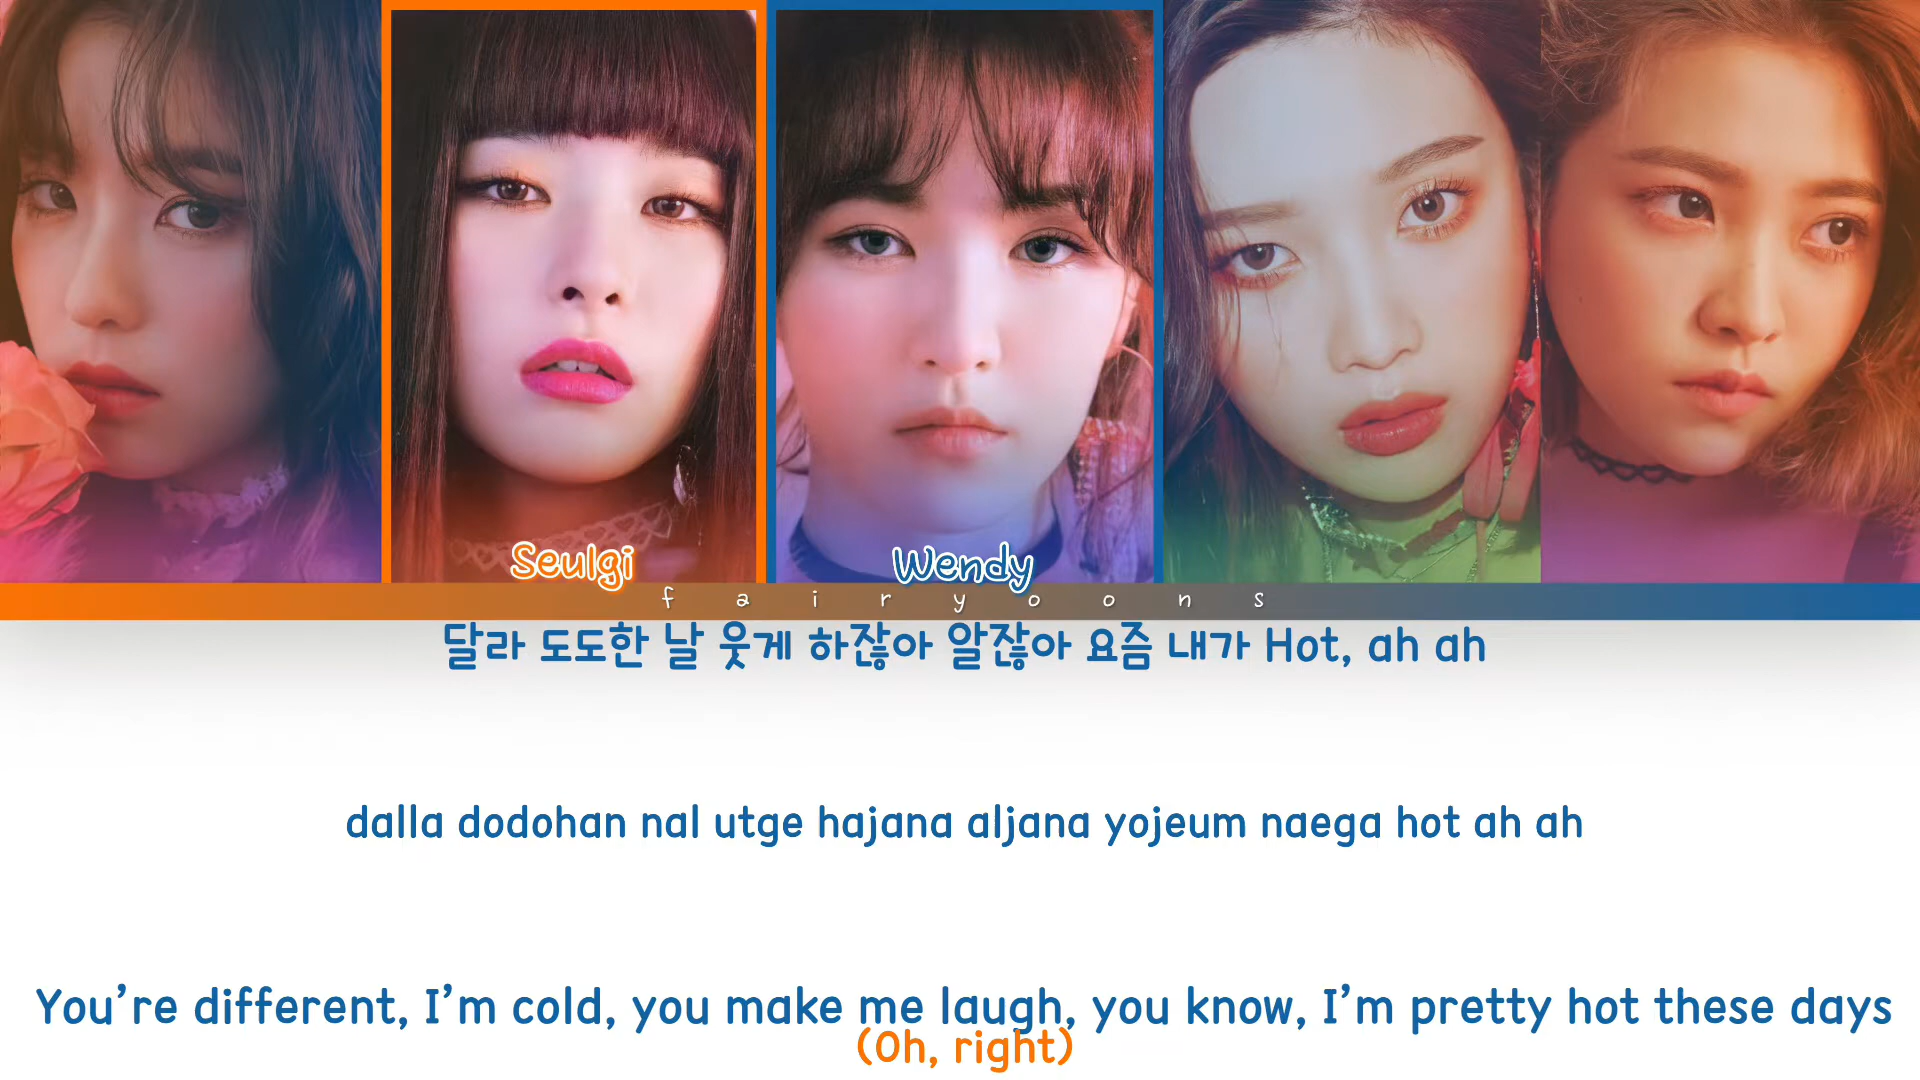 Seulgi
Wendy
fairyoons
달라 도도한 날 웃게 하잖아 알잖아 요즘 내가 Hot, ah ah
dalla dodohan nal utge hajana aljana yojeum naega hot ah ah
You’re different, I’m cold, you make me laugh, you know, I’m pretty hot these days
(Oh, right)